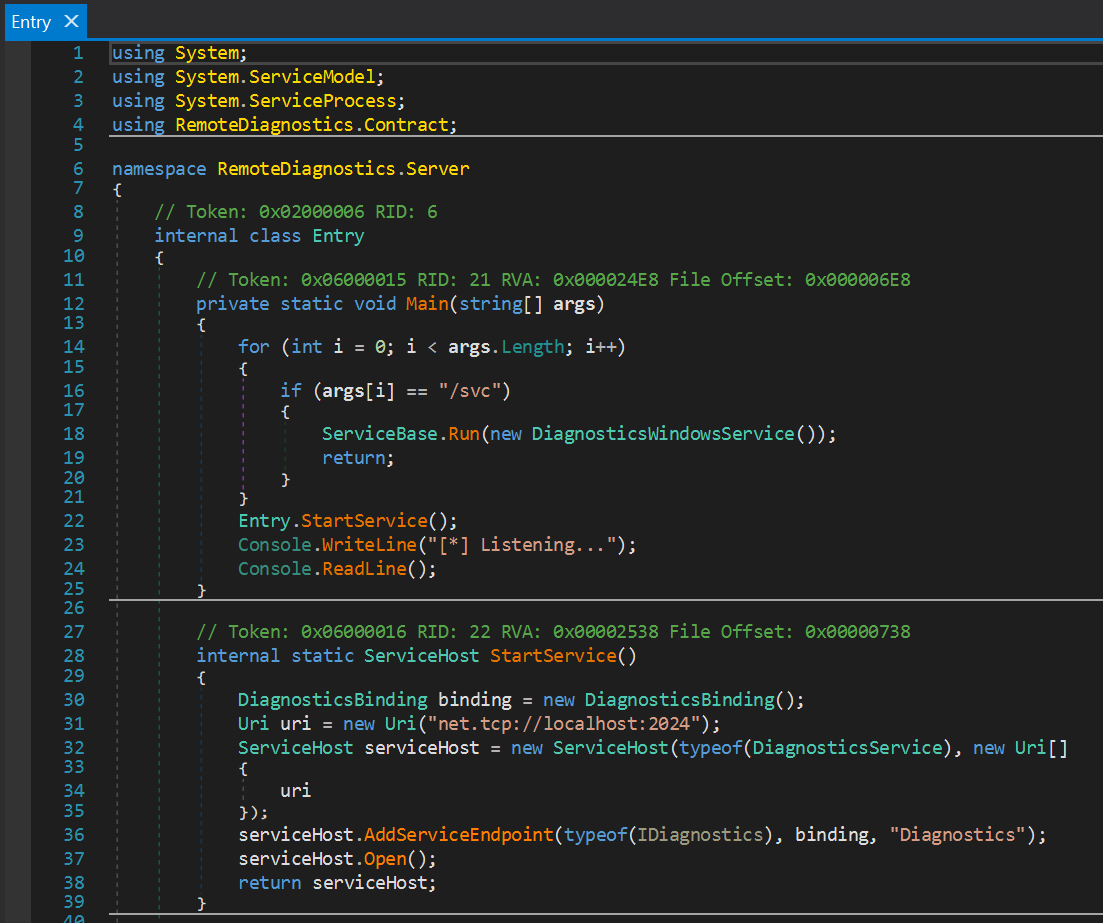 Entry ✕
1 using System;
2 using System.ServiceModel;
3 using System.ServiceProcess;
4 using RemoteDiagnostics.Contract;
5
6 namespace RemoteDiagnostics.Server
7 {
8     // Token: 0x02000006 RID: 6
9     internal class Entry
10     {
11         // Token: 0x06000015 RID: 21 RVA: 0x000024E8 File Offset: 0x000006E8
12         private static void Main(string[] args)
13         {
14             for (int i = 0; i < args.Length; i++)
15             {
16                 if (args[i] == "/svc")
17                 {
18                     ServiceBase.Run(new DiagnosticsWindowsService());
19                     return;
20                 }
21             }
22             Entry.StartService();
23             Console.WriteLine("[*] Listening...");
24             Console.ReadLine();
25         }
26
27         // Token: 0x06000016 RID: 22 RVA: 0x00002538 File Offset: 0x00000738
28         internal static ServiceHost StartService()
29         {
30             DiagnosticsBinding binding = new DiagnosticsBinding();
31             Uri uri = new Uri("net.tcp://localhost:2024");
32             ServiceHost serviceHost = new ServiceHost(typeof(DiagnosticsService), new Uri[]
33             {
34                 uri
35             });
36             serviceHost.AddServiceEndpoint(typeof(IDiagnostics), binding, "Diagnostics");
37             serviceHost.Open();
38             return serviceHost;
39         }
40